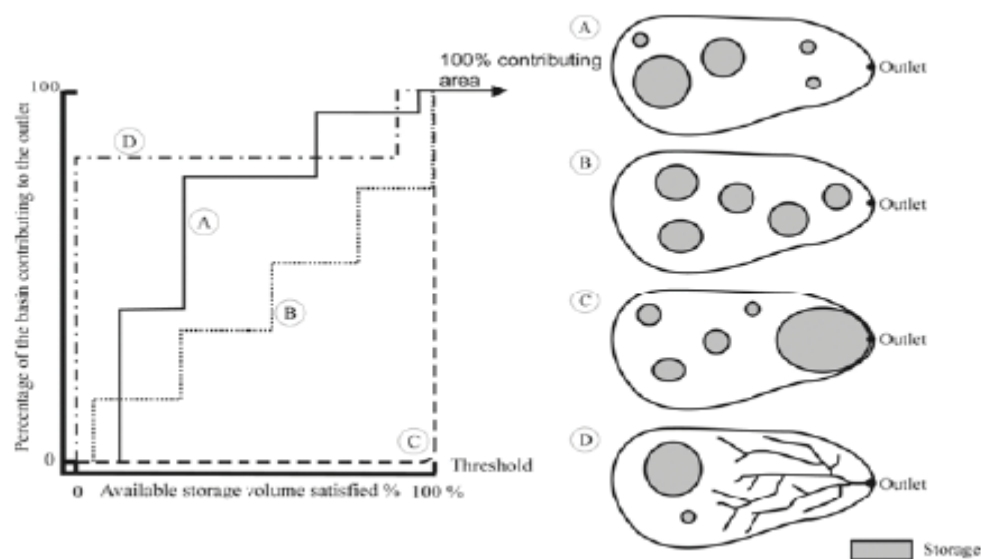 Percentage of the basin contributing to the outlet
100
0
100% contributing
area
D
A
B
C
Threshold
0 Available storage volume satisfied % 100 %
A
Outlet
B
Outlet
C
Outlet
D
Outlet
Storage